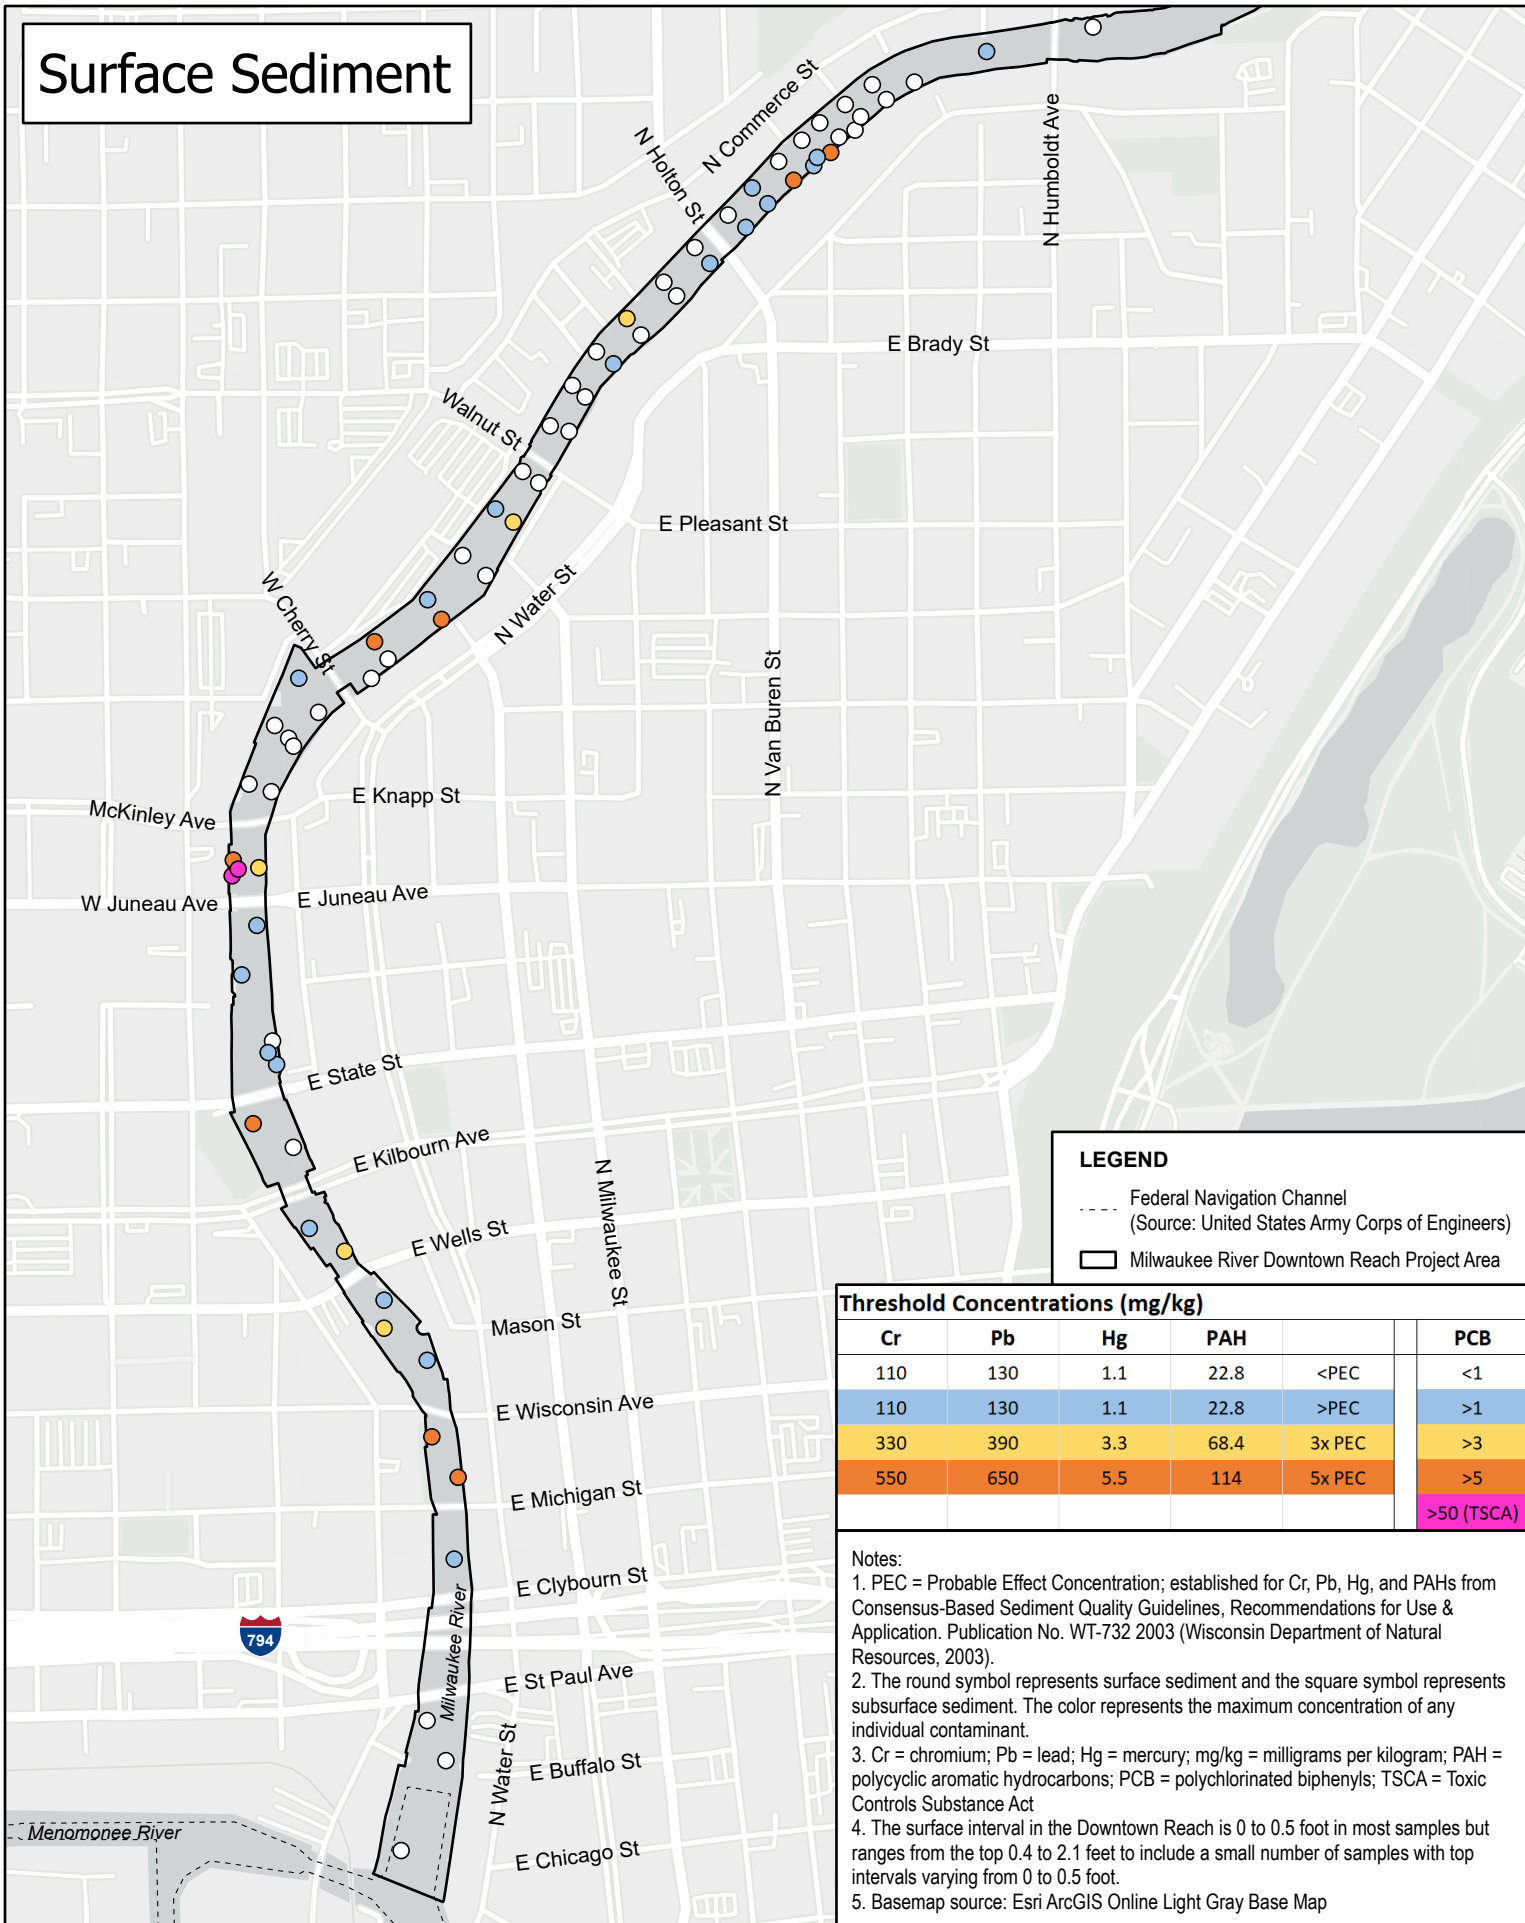 Surface Sediment
N Commerce St
N Holton St
N Humboldt Ave
E Brady St
Walnut St
E Pleasant St
N Water St
W Cherry St
N Van Buren St
E Knapp St
McKinley Ave
W Juneau Ave
E Juneau Ave
E State St
E Kilbourn Ave
N Milwaukee St
E Wells St
Mason St
E Wisconsin Ave
E Michigan St
E Clybourn St
794
Milwaukee River
E St Paul Ave
N Water St
E Buffalo St
Menomonee River
E Chicago St
LEGEND
Federal Navigation Channel
(Source: United States Army Corps of Engineers)
Milwaukee River Downtown Reach Project Area
Threshold Concentrations (mg/kg)
Cr Pb Hg PAH PCB
110 130 1.1 22.8 <PEC <1
110 130 1.1 22.8 >PEC >1
330 390 3.3 68.4 3x PEC >3
550 650 5.5 114 5x PEC >5
>50 (TSCA)
Notes:
1. PEC = Probable Effect Concentration; established for Cr, Pb, Hg, and PAHs from
Consensus-Based Sediment Quality Guidelines, Recommendations for Use &
Application. Publication No. WT-732 2003 (Wisconsin Department of Natural
Resources, 2003).
2. The round symbol represents surface sediment and the square symbol represents
subsurface sediment. The color represents the maximum concentration of any
individual contaminant.
3. Cr = chromium; Pb = lead; Hg = mercury; mg/kg = milligrams per kilogram; PAH =
polycyclic aromatic hydrocarbons; PCB = polychlorinated biphenyls; TSCA = Toxic
Controls Substance Act
4. The surface interval in the Downtown Reach is 0 to 0.5 foot in most samples but
ranges from the top 0.4 to 2.1 feet to include a small number of samples with top
intervals varying from 0 to 0.5 foot.
5. Basemap source: Esri ArcGIS Online Light Gray Base Map